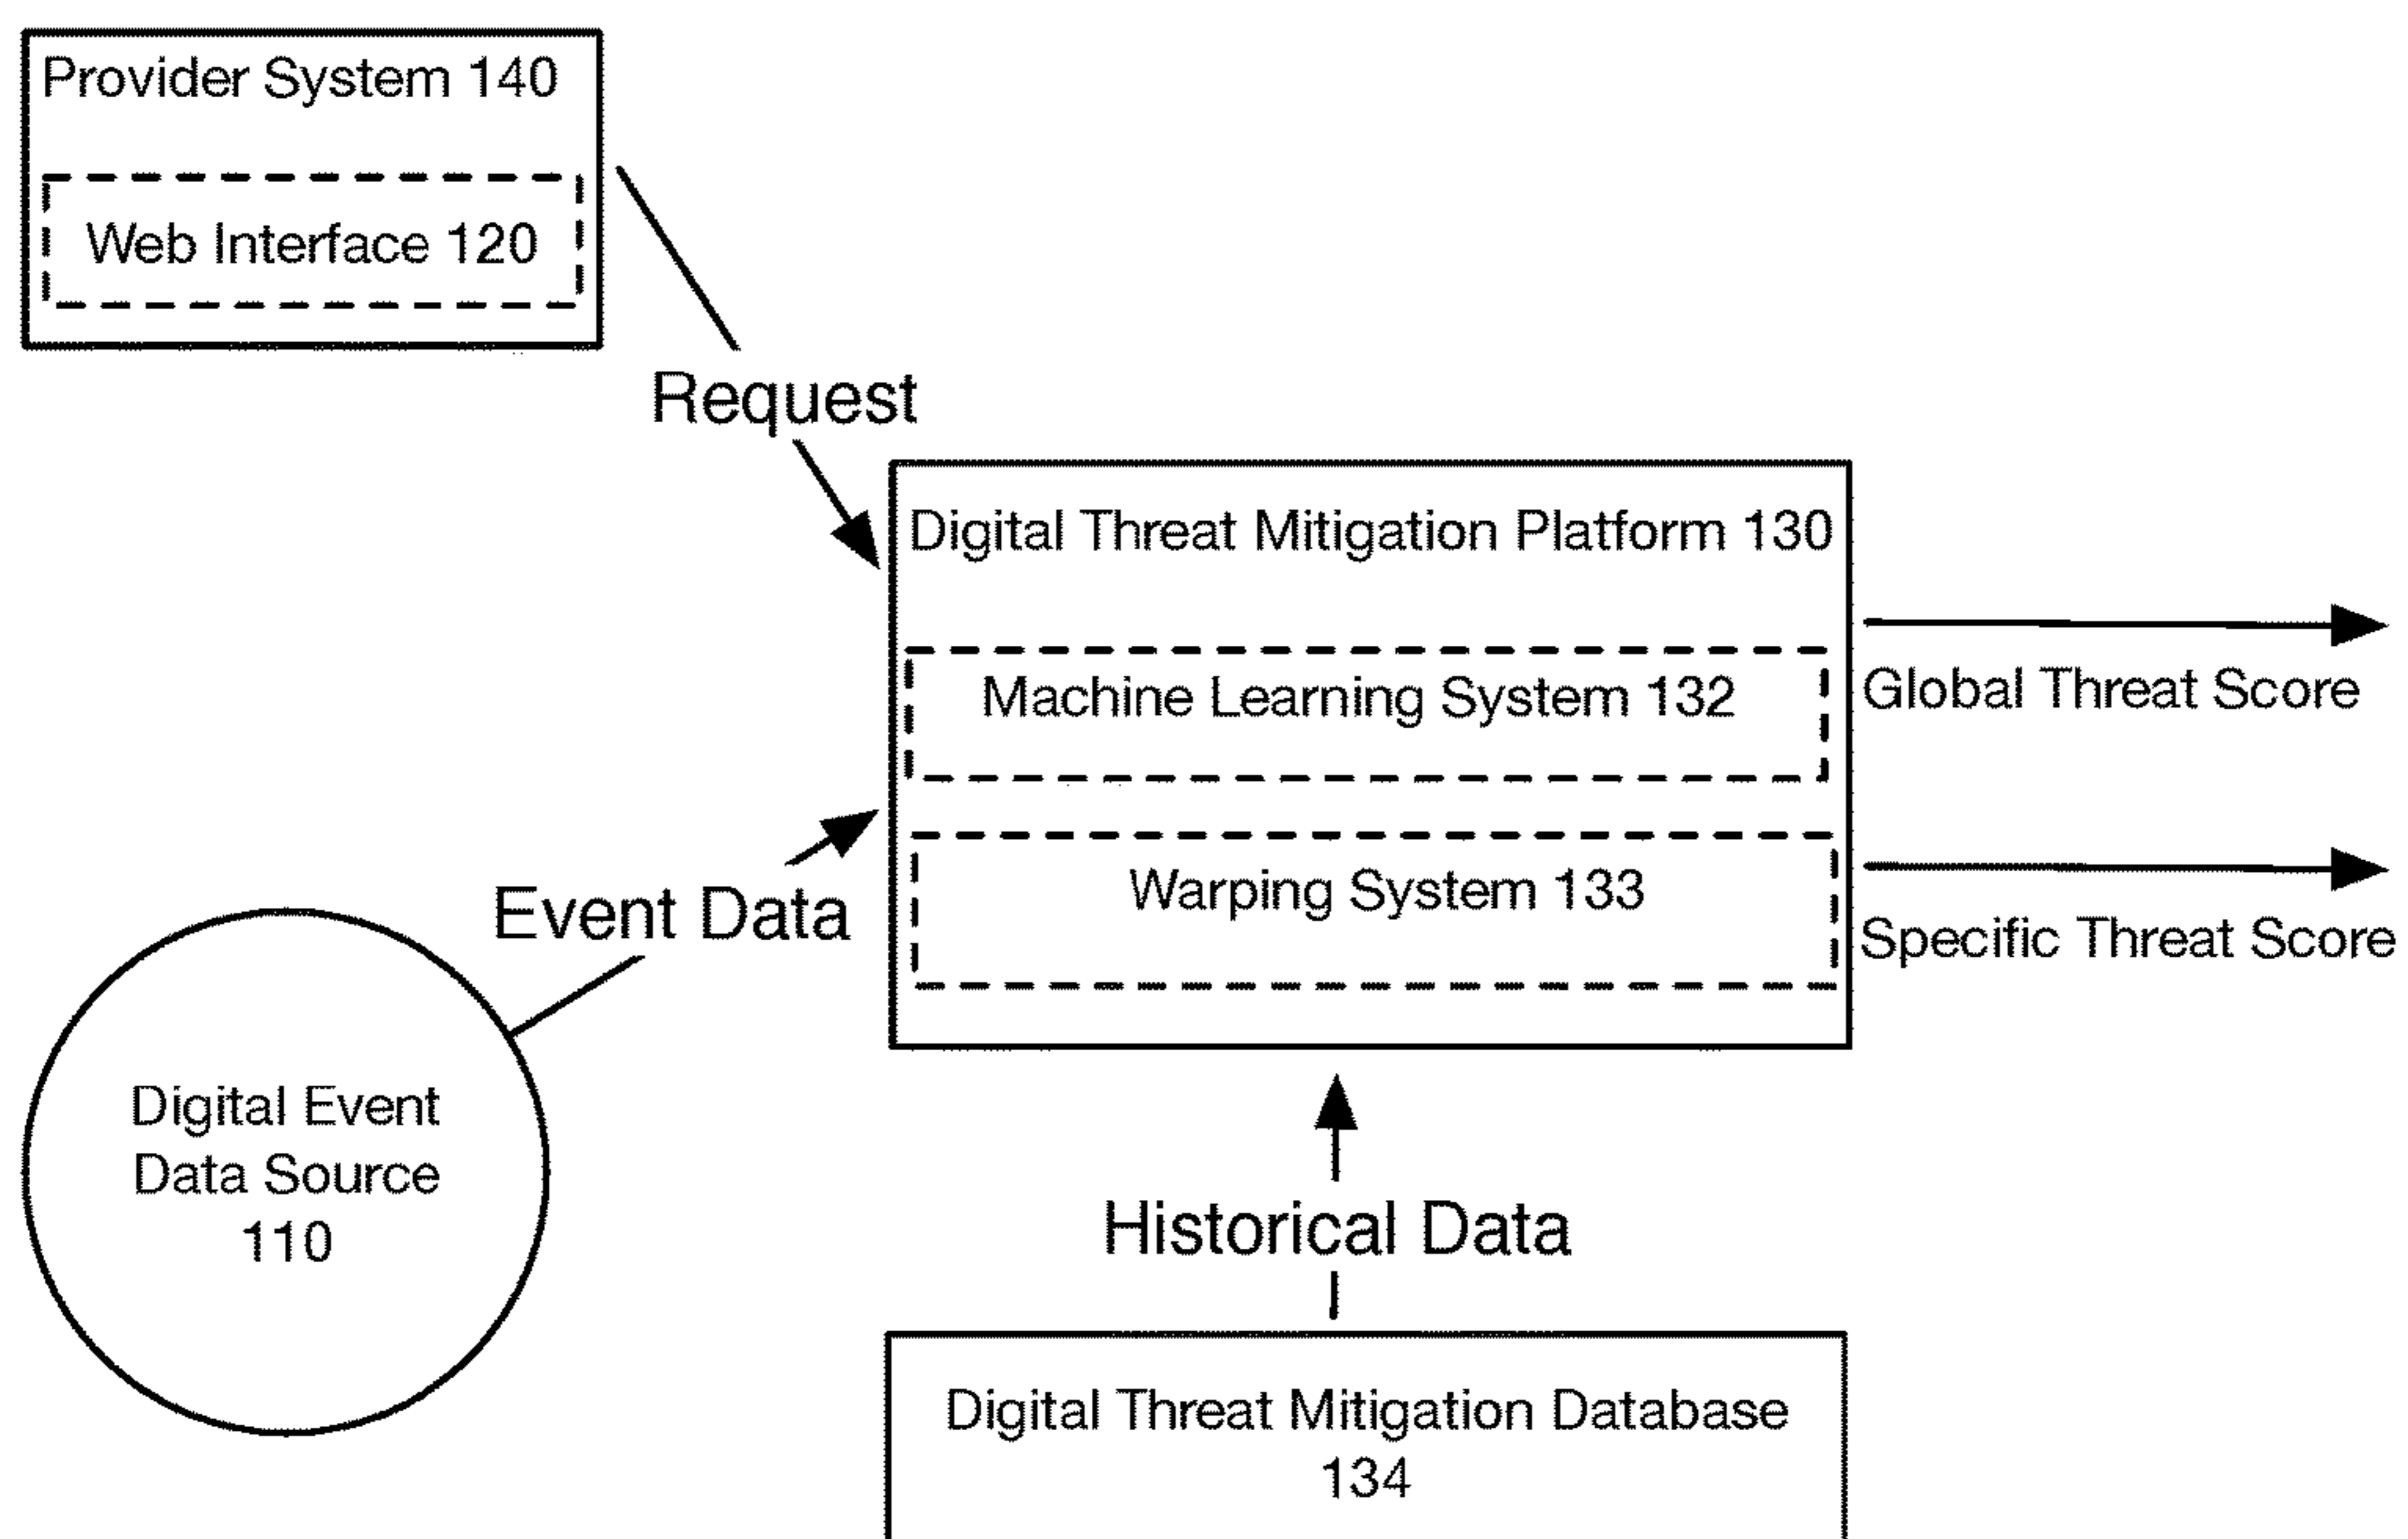 Provider System 140
Web Interface 120
Request
Digital Threat Mitigation Platform 130
Machine Learning System 132
Global Threat Score
Warping System 133
Specific Threat Score
Event Data
Digital Event
Data Source
110
Historical Data
Digital Threat Mitigation Database
134